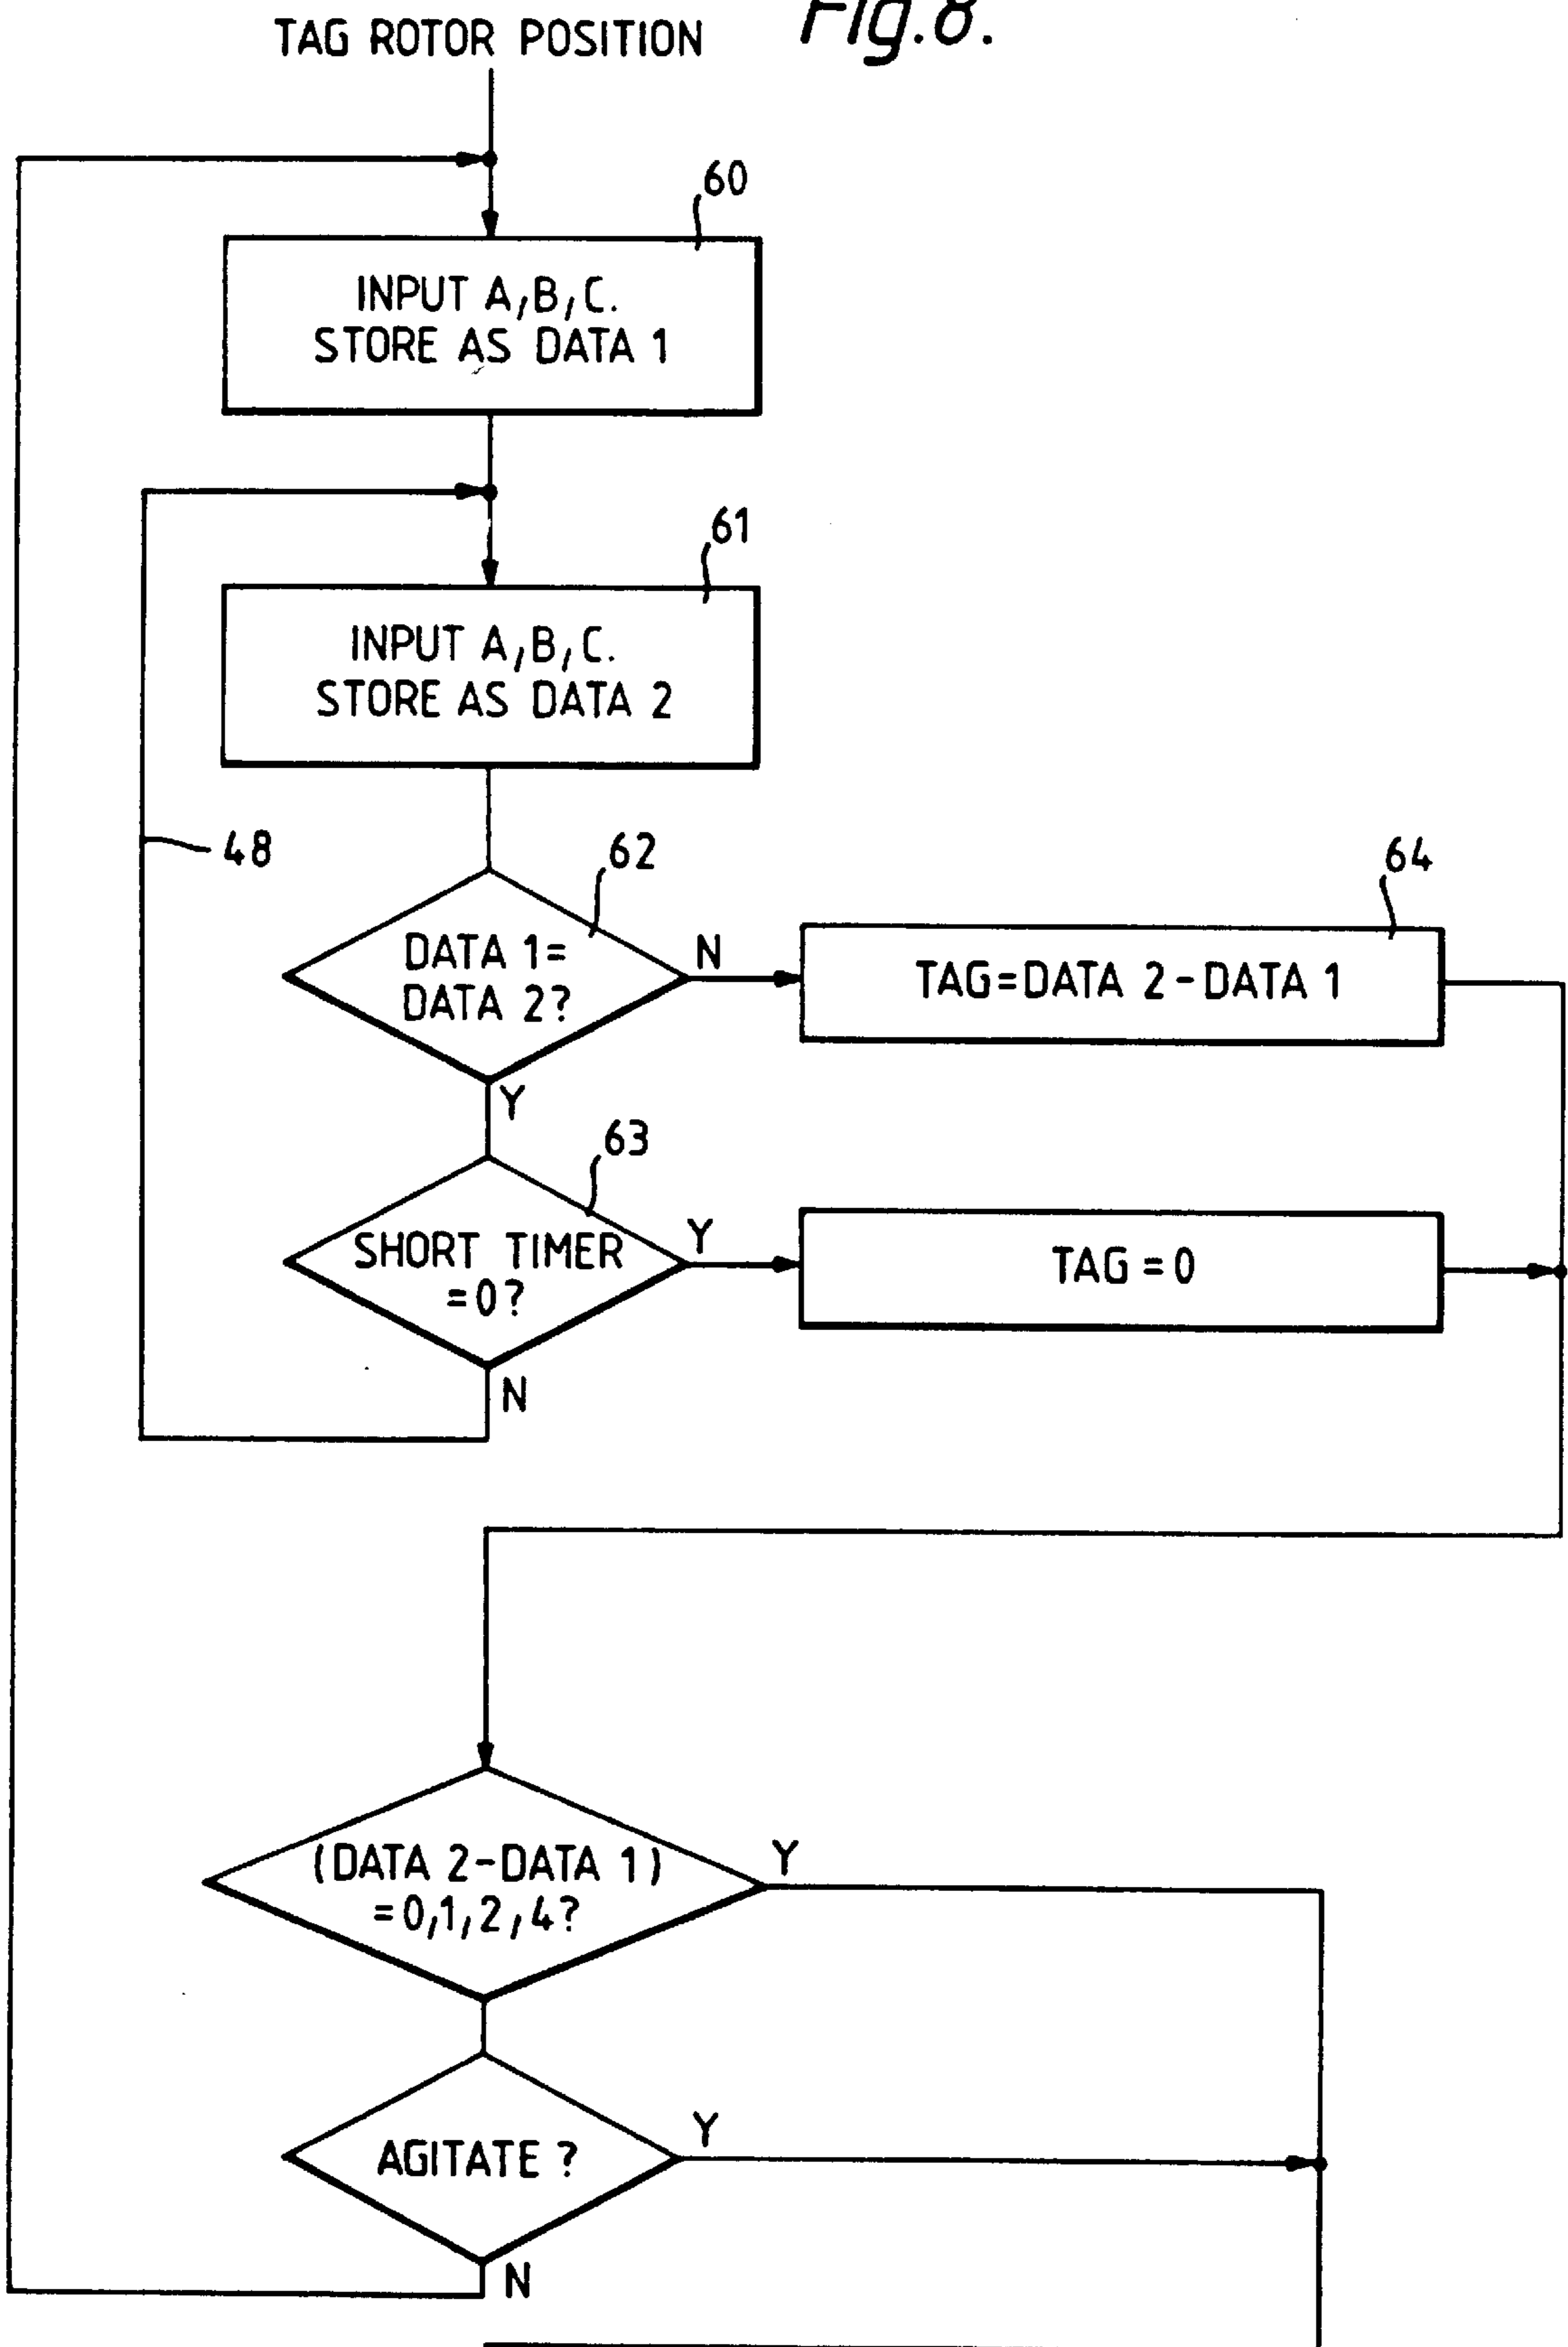 Fig.8.
TAG ROTOR POSITION
60
INPUT A,B,C.
STORE AS DATA 1
61
INPUT A,B,C.
STORE AS DATA 2
48
62
64
DATA 1=
DATA 2?
N
TAG=DATA 2-DATA 1
Y
63
SHORT TIMER
=0?
Y
TAG=0
N
(DATA 2-DATA 1)
=0,1,2,4?
Y
AGITATE ?
Y
N